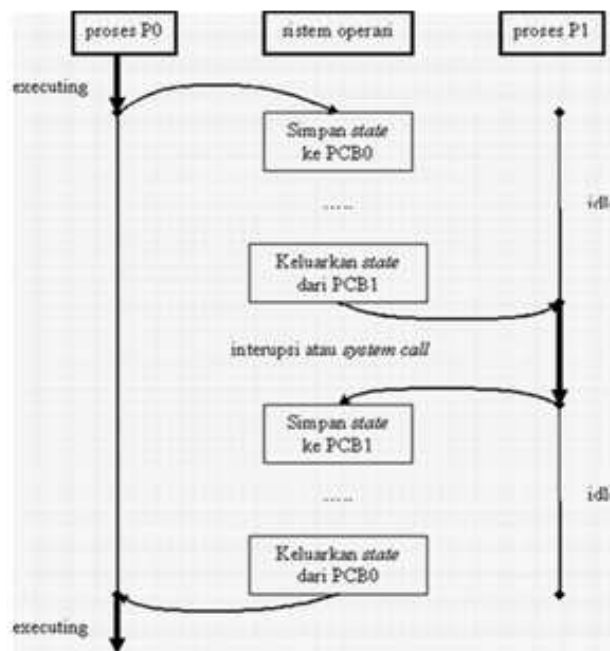 proses P0
sistem operasi
proses P1
executing
Simpan state
ke PCB0
.....
idle
Keluarkan state
dari PCB1
interupsi atau system call
Simpan state
ke PCB1
.....
idle
Keluarkan state
dari PCB0
executing